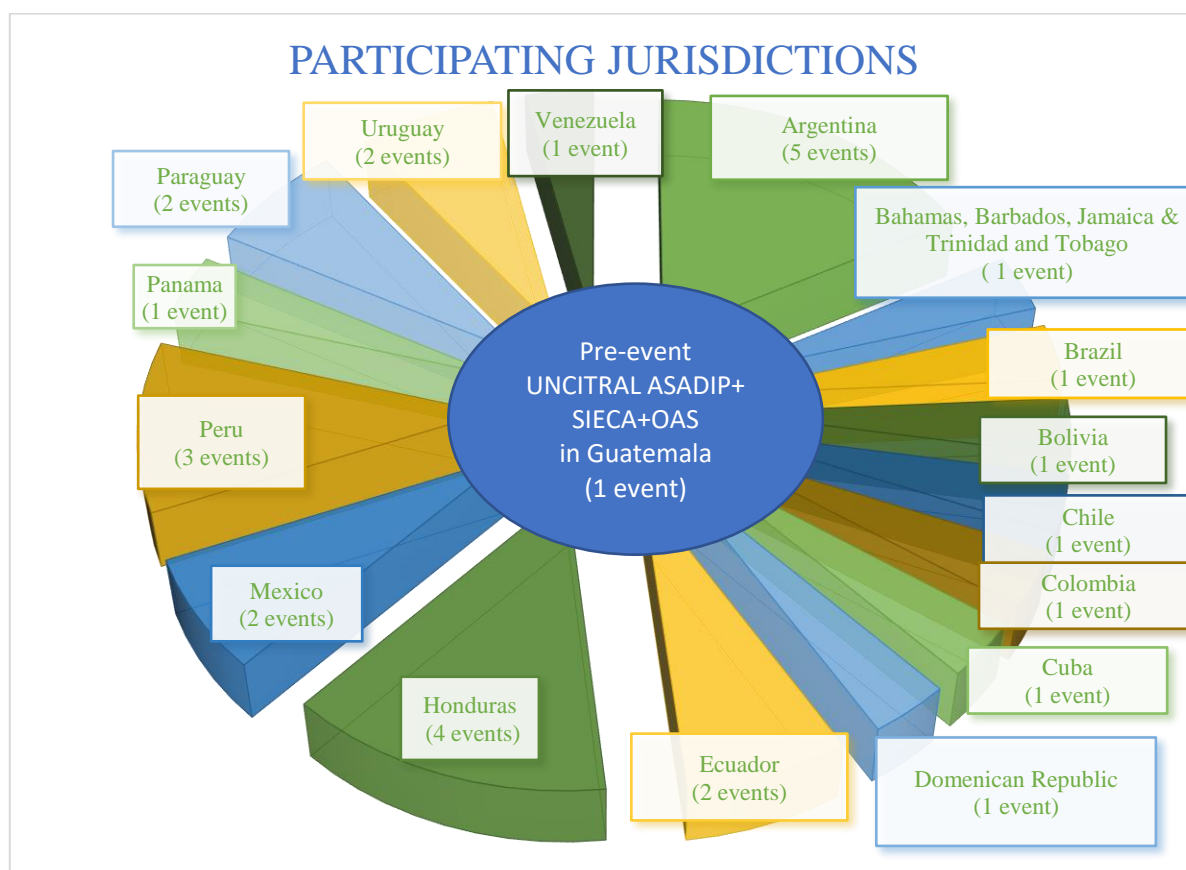 PARTICIPATING JURISDICTIONS
Argentina
(5 events)
Bahamas, Barbados, Jamaica &
Trinidad and Tobago
( 1 event)
Brazil
(1 event)
Bolivia
(1 event)
Chile
(1 event)
Colombia
(1 event)
Cuba
(1 event)
Domenican Republic
(1 event)
Ecuador
(2 events)
Honduras
(4 events)
Mexico
(2 events)
Peru
(3 events)
Panama
(1 event)
Paraguay
(2 events)
Uruguay
(2 events)
Venezuela
(1 event)
Pre-event
UNCITRAL ASADIP+
SIECA+OAS
in Guatemala
(1 event)